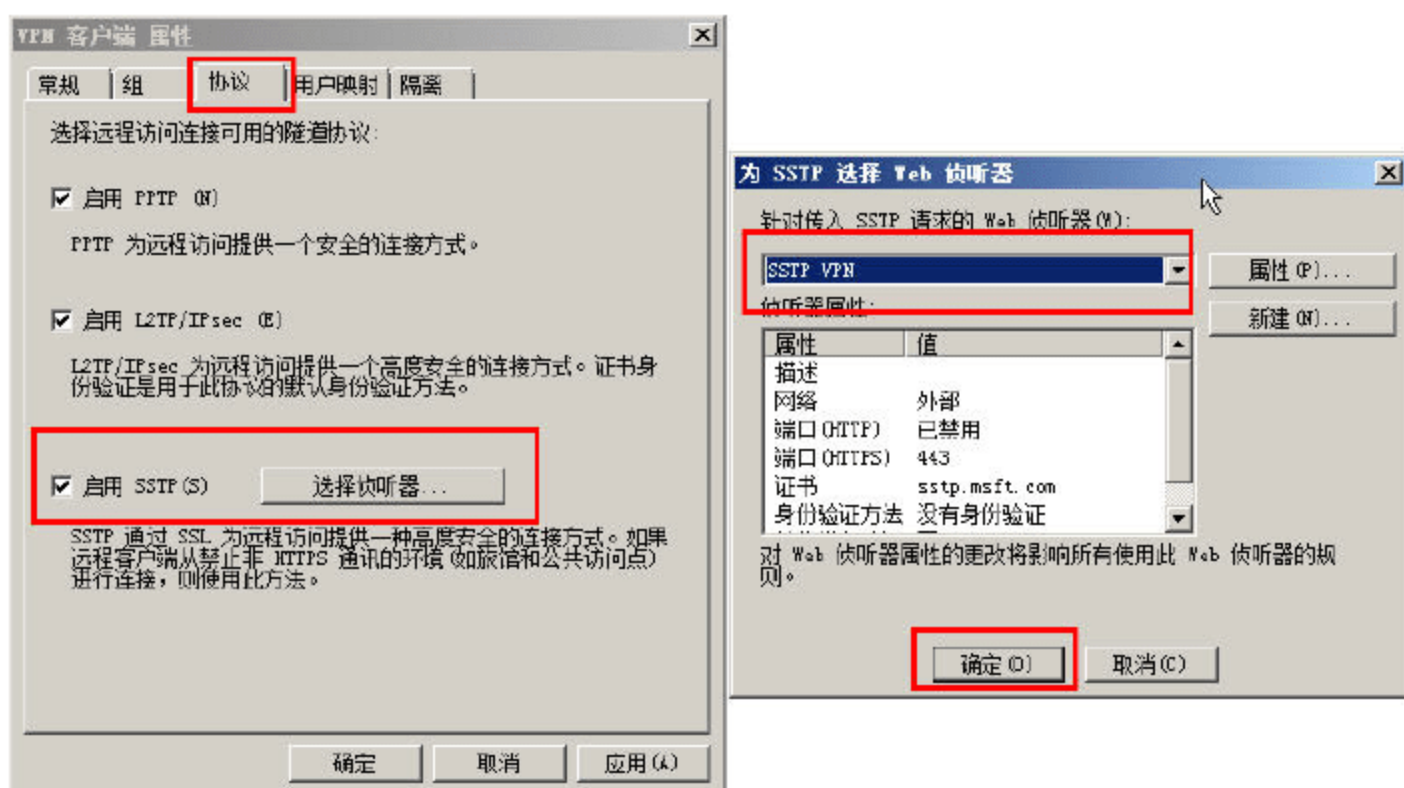 VPN 客户端 属性
常规 组 协议 用户映射 隔离
选择远程访问连接可用的隧道协议:
启用 PPTP (N)
PPTP 为远程访问提供一个安全的连接方式。
启用 L2TP/IPsec (E)
L2TP/IPsec 为远程访问提供一个高度安全的连接方式。证书身
份验证是用于此协议的默认身份验证方法。
启用 SSTP(S) 选择侦听器...
SSTP 通过 SSL 为远程访问提供一种高度安全的连接方式。如果
远程客户端从禁止非 HTTPS 通讯的环境(如旅馆和公共访问点)
进行连接，则使用此方法。
确定 取消 应用(A)
为 SSTP 选择 Web 侦听器
针对传入 SSTP 请求的 Web 侦听器(W):
SSTP VPN
属性(P)...
侦听器属性:
新建(N)...
属性 值
描述
网络 外部
端口(HTTP) 已禁用
端口(HTTPS) 443
证书 sstp.msft.com
身份验证方法 没有身份验证
对 Web 侦听器属性的更改将影响所有使用此 Web 侦听器的规
则。
确定(O) 取消(C)